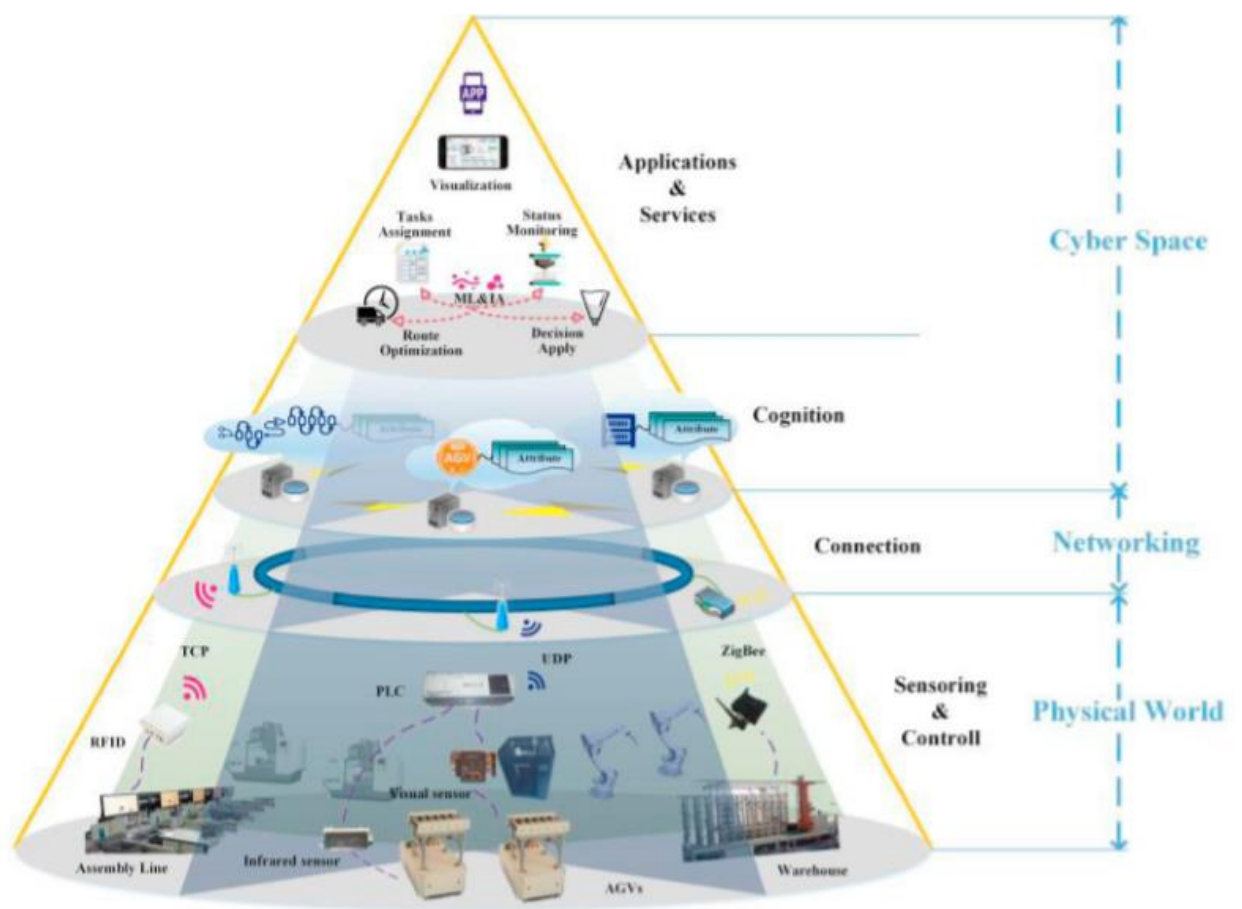 APP
Visualization
Applications
&
Services
Tasks
Assignment
Status
Monitoring
Cyber Space
ML&IA
Route
Optimization
Decision
Apply
Cognition
Attribute
AGV
Attribute
Attribute
Connection
Networking
TCP
UDP
ZigBee
PLC
Sensoring
&
Controll
Physical World
RFID
Visual sensor
Assembly Line
Infrared sensor
AGVs
Warehouse